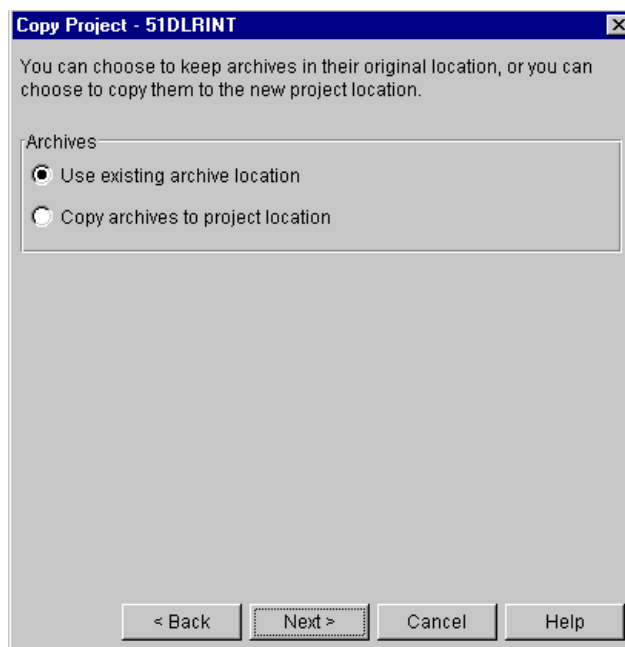 Copy Project - 51DLRINT
You can choose to keep archives in their original location, or you can
choose to copy them to the new project location.
Archives
Use existing archive location
Copy archives to project location
< Back Next > Cancel Help